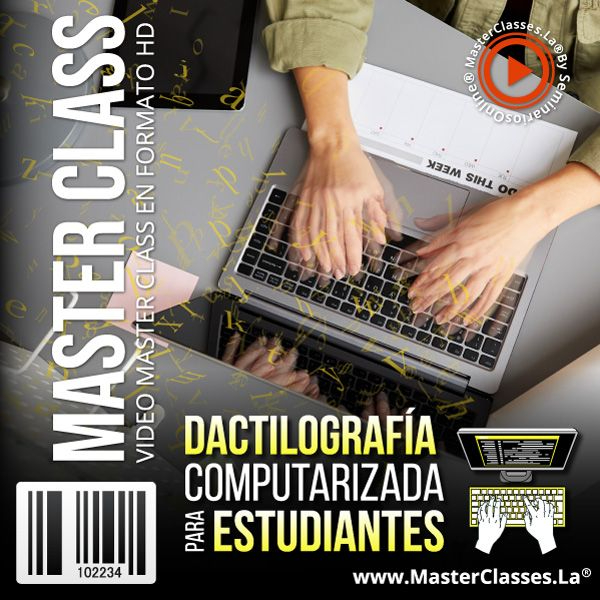 MASTER CLASS
VIDEO MASTER CLASS EN FORMATO HD
MasterClasses.La® By SeminariosOnline®
DO THIS WEEK
DACTILOGRAFÍA
COMPUTARIZADA
PARA ESTUDIANTES
102234
www.MasterClasses.La®